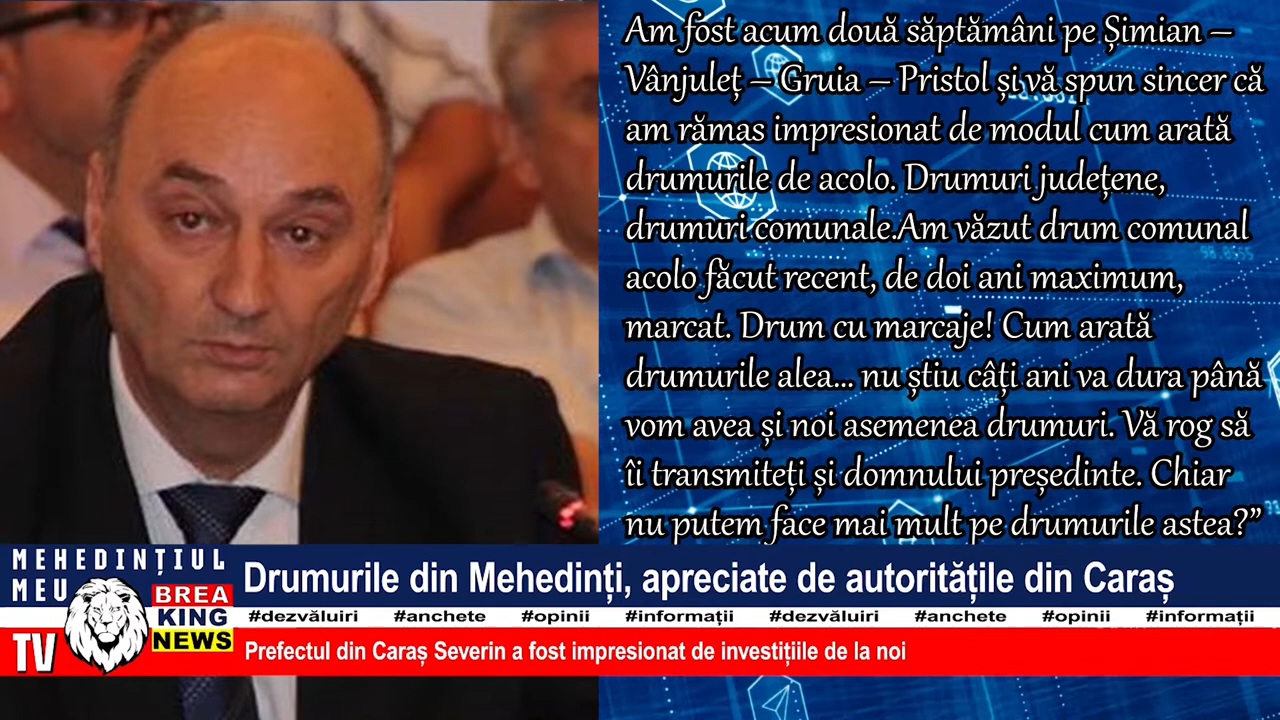 Am fost acum două săptămâni pe Șimian –
Vânjuleț – Gruia – Pristol și vă spun sincer că
am rămas impresionat de modul cum arată
drumurile de acolo. Drumuri județene,
drumuri comunale.Am văzut drum comunal
acolo făcut recent, de doi ani maximum,
marcat. Drum cu marcaje! Cum arată
drumurile alea... nu știu câți ani va dura până
vom avea și noi asemenea drumuri. Vă rog să
îi transmiteți și domnului președinte. Chiar
nu putem face mai mult pe drumurile astea?”
MEHEDINȚIUL
MEU
TV
BREA
KING
NEWS
Drumurile din Mehedinți, apreciate de autoritățile din Caraș
#dezvăluiri #anchete #opinii #informații #dezvăluiri #anchete #opinii #informații
Prefectul din Caraș Severin a fost impresionat de investițiile de la noi